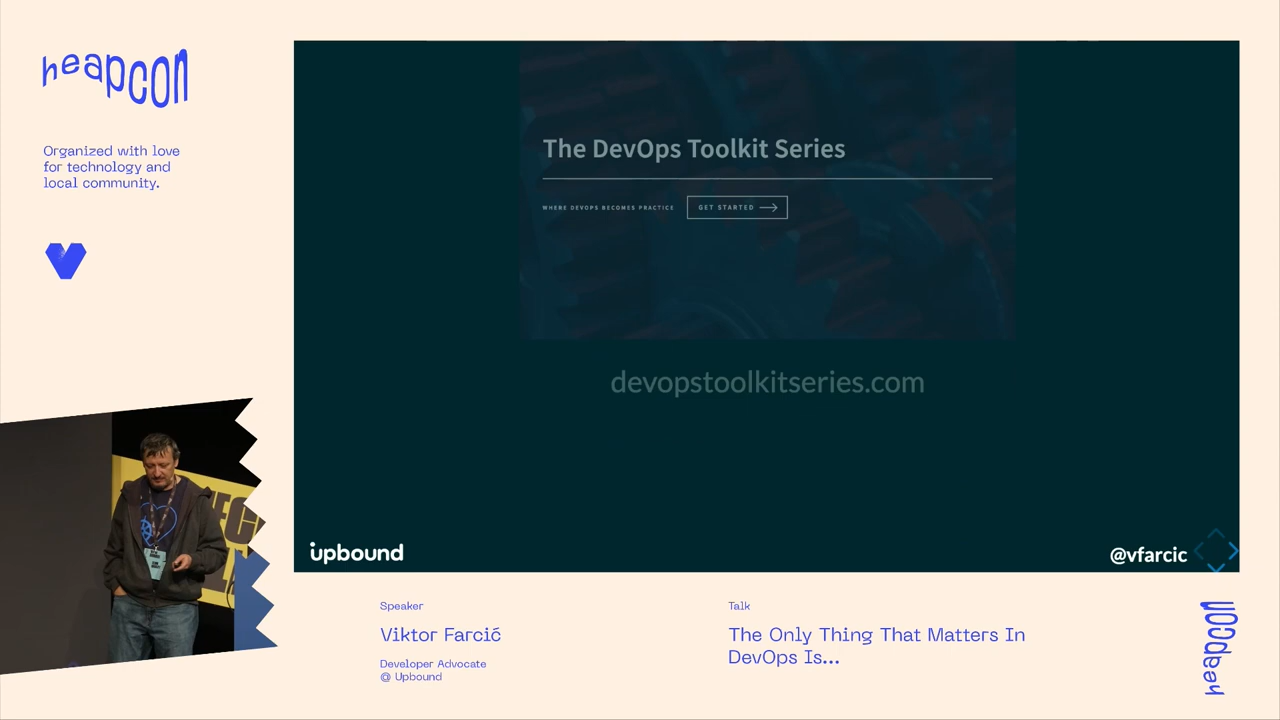 heapcon
Organized with love
for technology and
local community.
The DevOps Toolkit Series
WHERE DEVOPS BECOMES PRACTICE
GET STARTED
devopstoolkitseries.com
upbound
@vfarcic
Speaker
Viktor Farcić
Developer Advocate
@ Upbound
Talk
The Only Thing That Matters In
DevOps Is...
heapcon